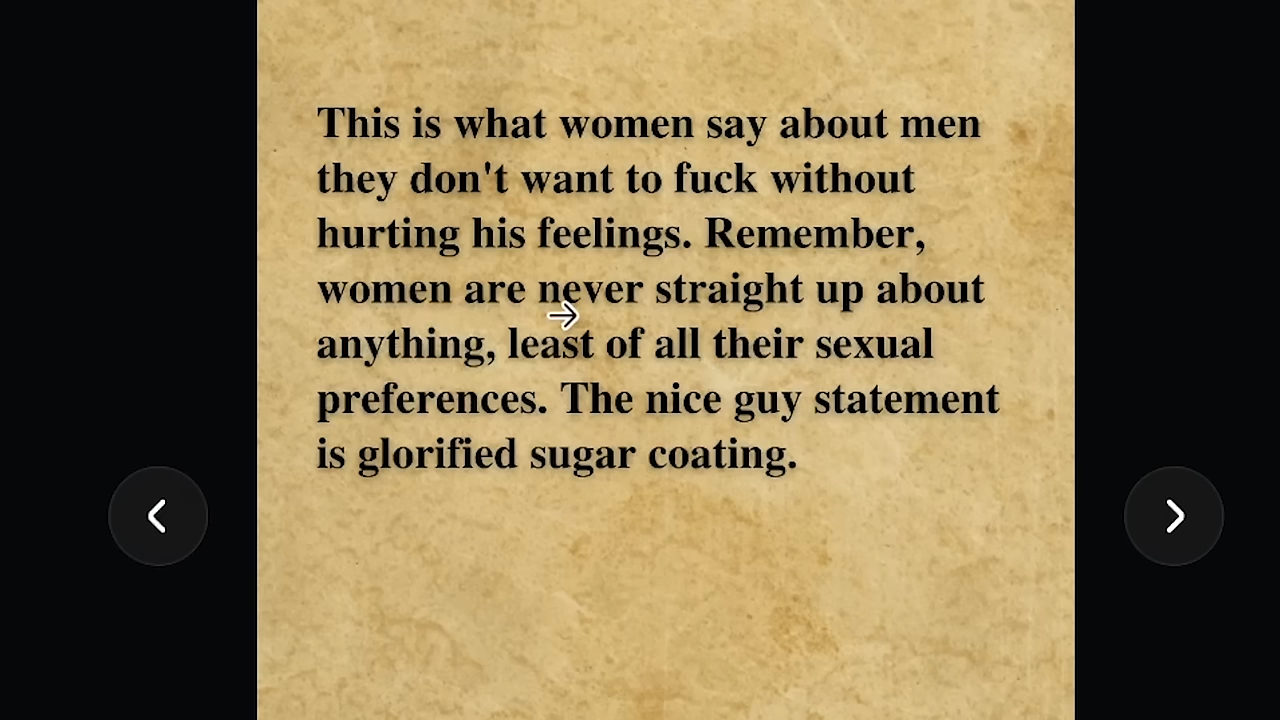 This is what women say about men
they don't want to fuck without
hurting his feelings. Remember,
women are never straight up about
anything, least of all their sexual
preferences. The nice guy statement
is glorified sugar coating.